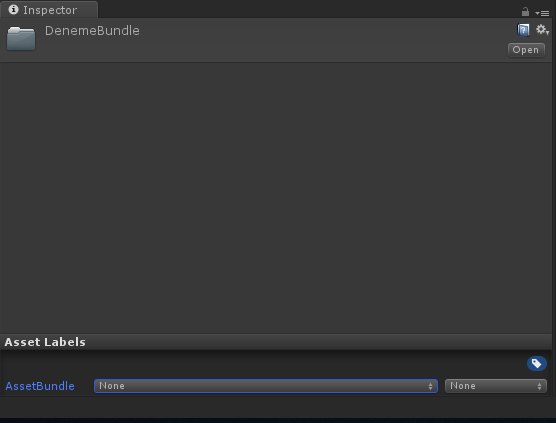 Inspector
DenemeBundle
Open
Asset Labels
AssetBundle None None